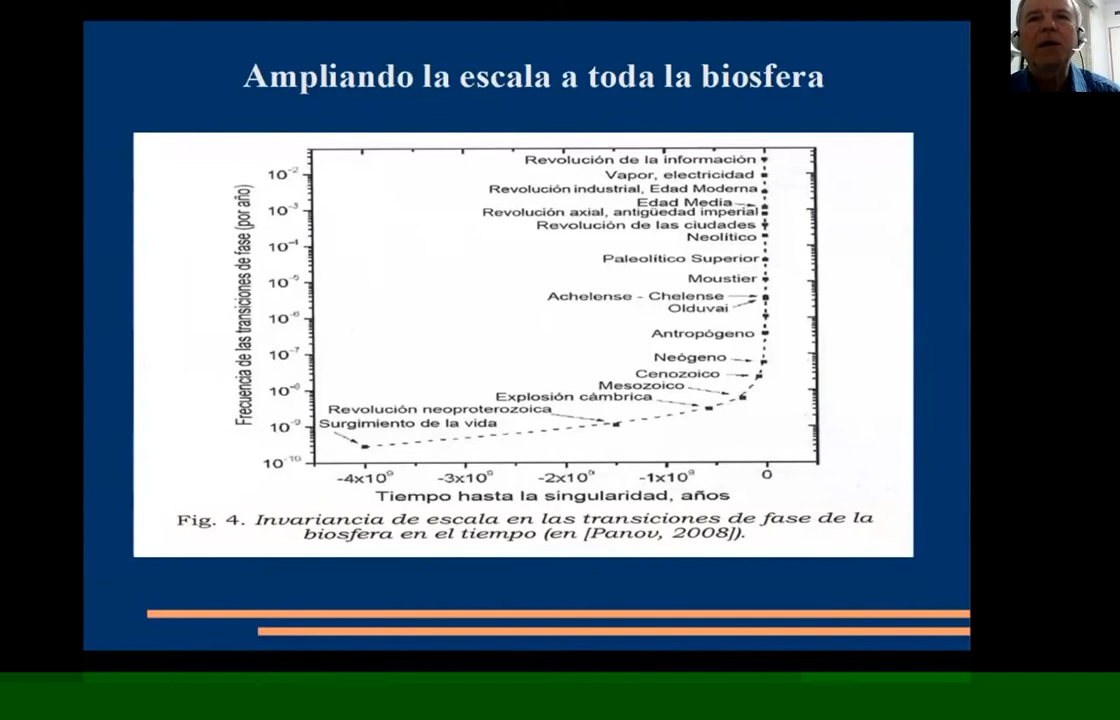 Ampliando la escala a toda la biosfera
Frecuencia de las transiciones de fase (por año)
10⁻²
10⁻³
10⁻⁴
10⁻⁵
10⁻⁶
10⁻⁷
10⁻⁸
10⁻⁹
10⁻¹⁰
Revolución de la información
Vapor, electricidad
Revolución industrial, Edad Moderna
Edad Media
Revolución axial, antigüedad imperial
Revolución de las ciudades
Neolítico
Paleolítico Superior
Moustier
Achelense - Chelense
Olduvai
Antropógeno
Neógeno
Cenozoico
Mesozoico
Explosión cámbrica
Revolución neoproterozoica
Surgimiento de la vida
-4x10⁹ -3x10⁹ -2x10⁹ -1x10⁹ 0
Tiempo hasta la singularidad, años
Fig. 4. Invariancia de escala en las transiciones de fase de la
biosfera en el tiempo (en [Panov, 2008]).